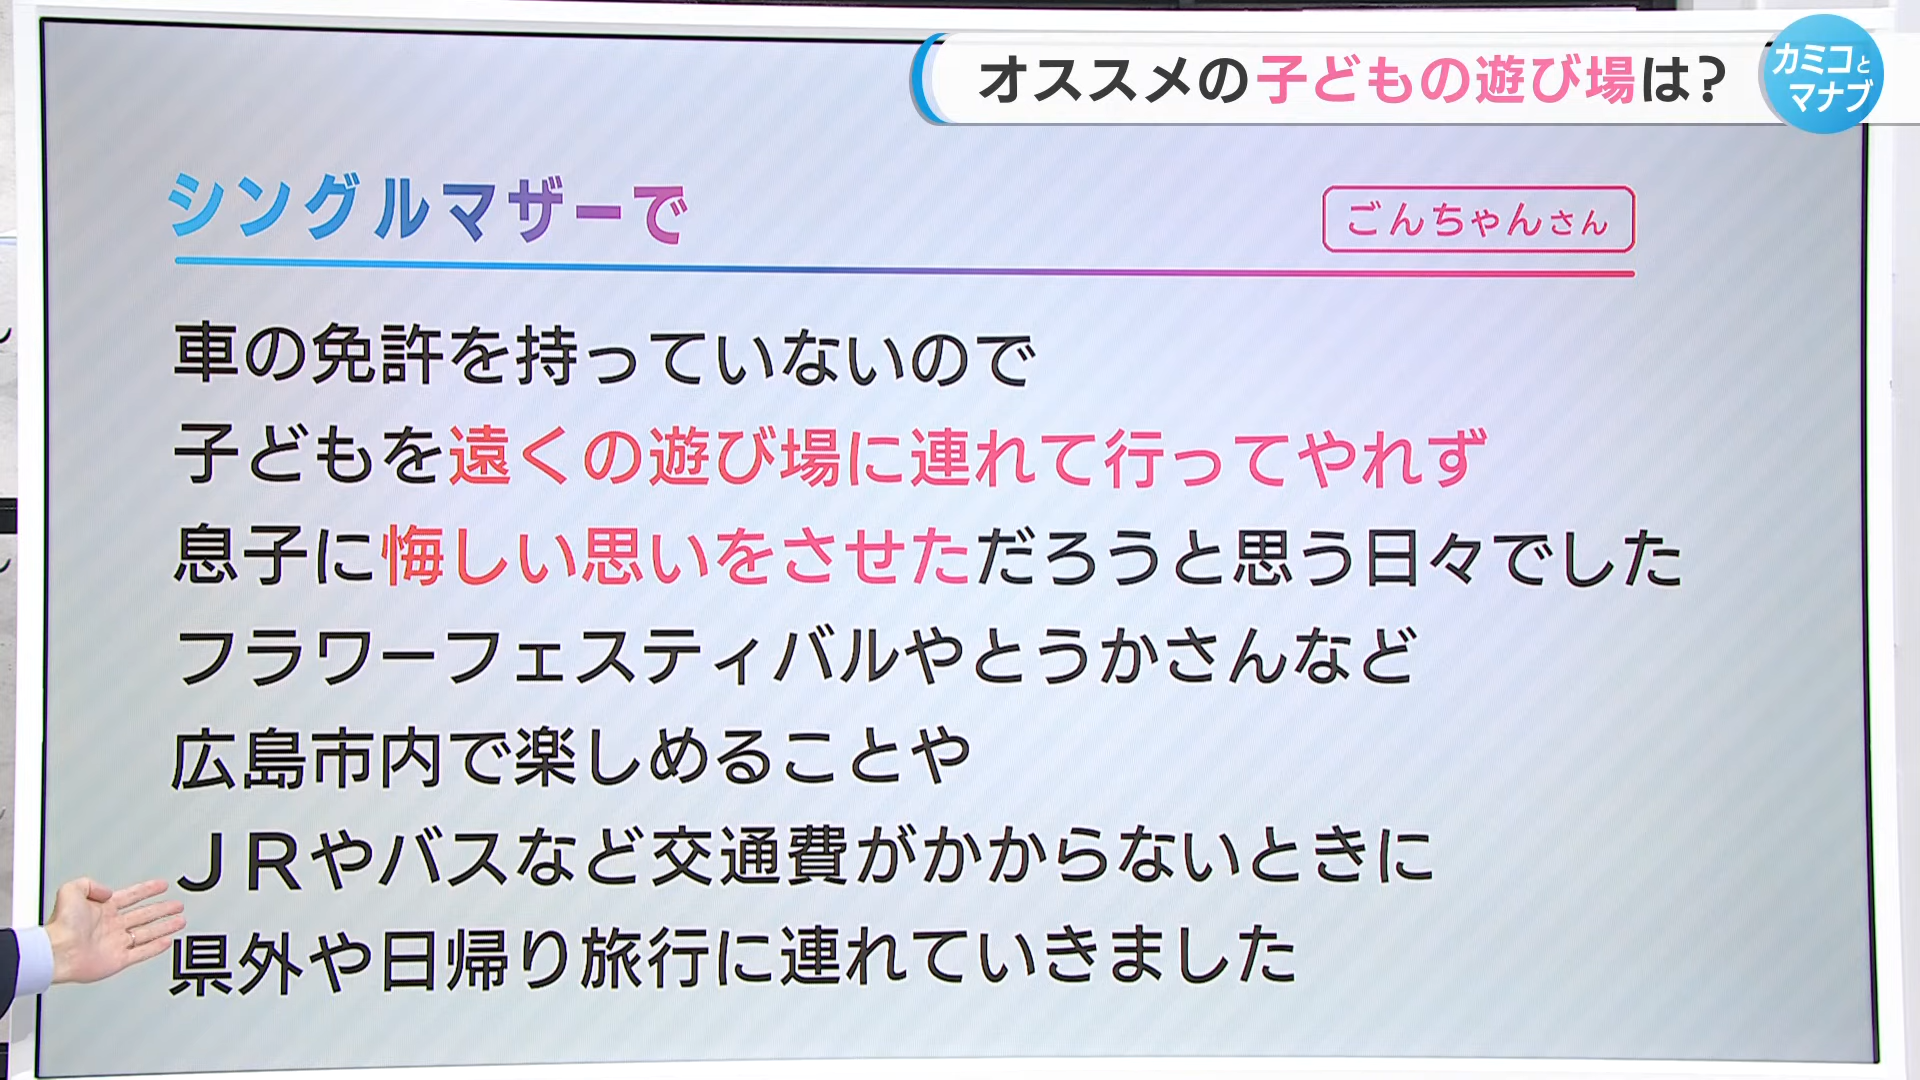 オススメの子どもの遊び場は？
カミコと
マナブ
シングルマザーで
ごんちゃんさん
車の免許を持っていないので
子どもを遠くの遊び場に連れて行ってやれず
息子に悔しい思いをさせただろうと思う日々でした
フラワーフェスティバルやとうかさんなど
広島市内で楽しめることや
ＪＲやバスなど交通費がかからないときに
県外や日帰り旅行に連れていきました